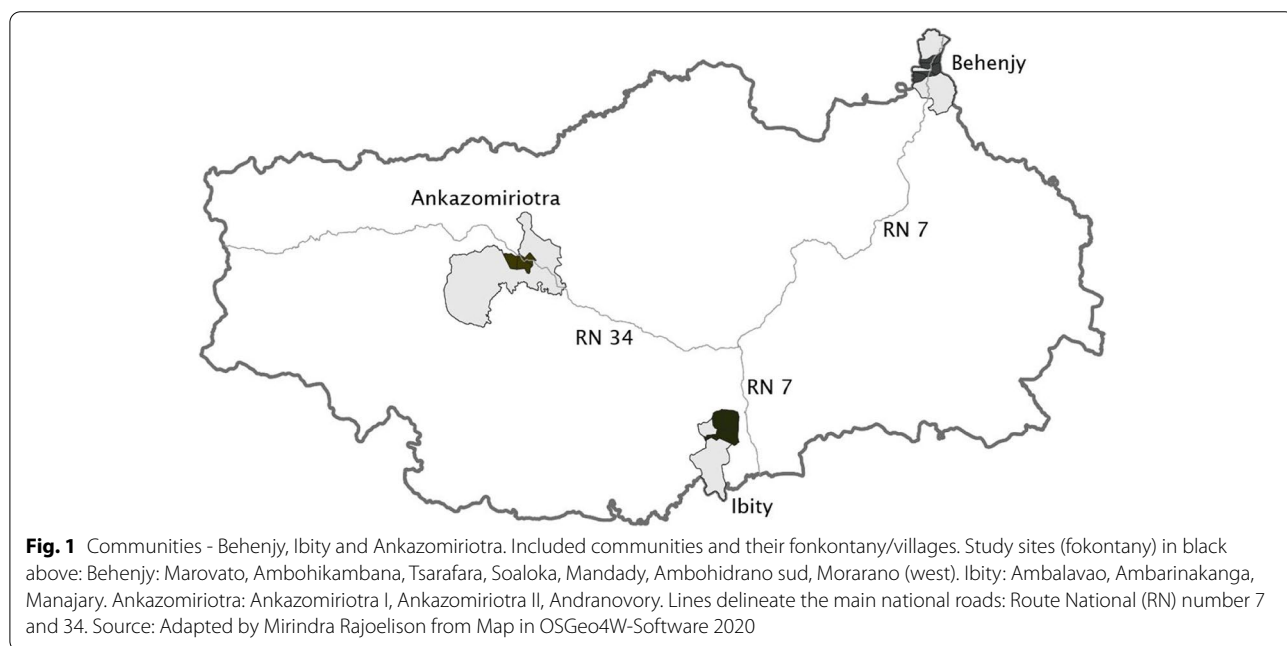 Behenjy
Ankazomiriotra
RN 7
RN 34
RN 7
Ibity
Fig. 1 Communities - Behenjy, Ibity and Ankazomiriotra. Included communities and their fonkontany/villages. Study sites (fokontany) in black
above: Behenjy: Marovato, Ambohikambana, Tsarafara, Soaloka, Mandady, Ambohidrano sud, Morarano (west). Ibity: Ambalavao, Ambarinakanga,
Manajary. Ankazomiriotra: Ankazomiriotra I, Ankazomiriotra II, Andranovory. Lines delineate the main national roads: Route National (RN) number 7
and 34. Source: Adapted by Mirindra Rajoelison from Map in OSGeo4W-Software 2020